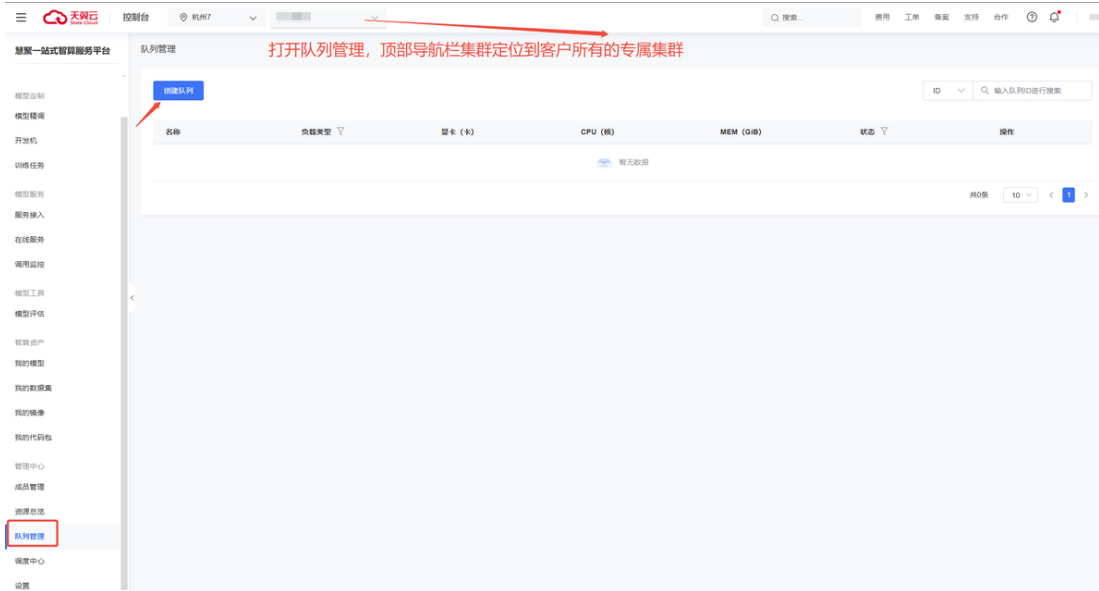 天翼云 State Cloud 控制台 杭州7 搜索... 费用 工单 备案 支持 合作
慧聚一站式智算服务平台
队列管理
打开队列管理，顶部导航栏集群定位到客户所有的专属集群
创建队列 ID 输入队列ID进行搜索
名称 负载类型 显卡（卡） CPU（核） MEM（GiB） 状态 操作
暂无数据
共0条 10 1
模型定制
模型精调
开发机
训练任务
模型服务
服务接入
在线服务
调用监控
模型工具
模型评估
智算资产
我的模型
我的数据集
我的镜像
我的代码包
管理中心
成员管理
资源总览
队列管理
调度中心
设置